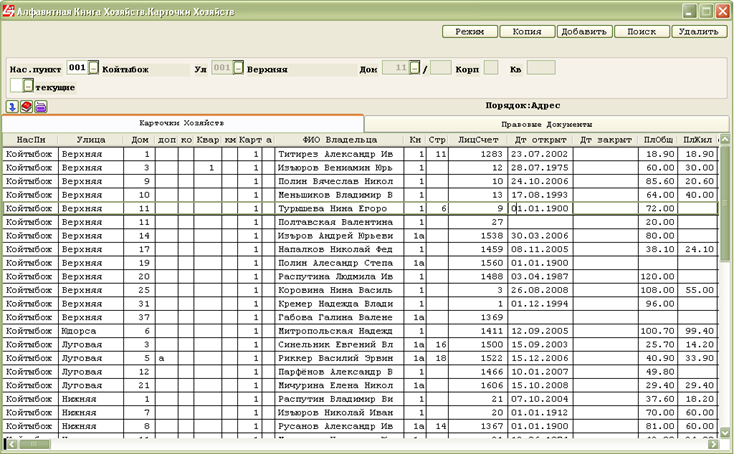 Алфавитная Книга Хозяйств.Карточки Хозяйств
Режим Копия Добавить Поиск Удалить
Нас.пункт 001 Койтыбож Ул 001 Верхняя Дом 11 / Корп Кв
текущие
Порядок:Адрес
Карточки Хозяйств Правовые Документы
НасПн Улица Дом доп ко Квар км Карт а ФИО Владельца Кн Стр ЛицСчет Дт открыт Дт закрыт ПлОбщ ПлЖил
Койтыбож Верхняя 1 1 Титирез Александр Ив 1 11 1283 23.07.2002 18.90 18.90
Койтыбож Верхняя 3 1 1 Изъюров Вениамин Юрь 1 12 28.07.1975 60.00 30.00
Койтыбож Верхняя 9 1 Полин Вячеслав Никол 1 10 24.10.2006 85.60 20.60
Койтыбож Верхняя 10 1 Меньшиков Владимир В 1 13 17.08.1993 64.00 40.00
Койтыбож Верхняя 11 1 Турышева Нина Егоро 1 6 9 01.01.1900 72.00
Койтыбож Верхняя 11 1 Полтавская Валентина 1 27 20.00
Койтыбож Верхняя 14 1 Изъюров Андрей Юрьеви 1а 1538 30.03.2006 80.00
Койтыбож Верхняя 17 1 Напалков Николай Фед 1 1459 08.11.2005 38.10 24.10
Койтыбож Верхняя 19 1 Полин Алесандр Степа 1а 1560 01.01.1900
Койтыбож Верхняя 20 1 Распутина Людмила Ив 1 1488 03.04.1987 120.00
Койтыбож Верхняя 25 1 Коровина Нина Василь 1 3 26.08.2008 108.00 55.00
Койтыбож Верхняя 31 1 Кремер Надежда Влади 1 1 01.12.1994 96.00
Койтыбож Верхняя 37 1 Габова Галина Валене 1а 1369
Койтыбож Юдорса 6 1 Митропольская Надежд 1 1411 12.09.2005 100.70 99.40
Койтыбож Луговая 3 1 Синельник Евгений Вл 1а 16 1500 15.09.2003 25.70 14.20
Койтыбож Луговая 5 а 1 Риккер Василий Эрвин 1а 18 1522 15.12.2006 40.90 33.90
Койтыбож Луговая 12 1 Парфёнов Александр В 1 1466 10.01.2007 49.80
Койтыбож Луговая 21 1 Мичурина Елена Никол 1а 1606 15.10.2008 29.40 29.40
Койтыбож Нижняя 1 1 Распутин Владимир Ви 1 21 07.10.2004 37.60 18.20
Койтыбож Нижняя 7 1 Изъюров Николай Иван 1 20 01.01.1912 70.00 60.00
Койтыбож Нижняя 8 1 Русанов Александр Ив 1а 14 1367 01.01.1900 81.00 60.00